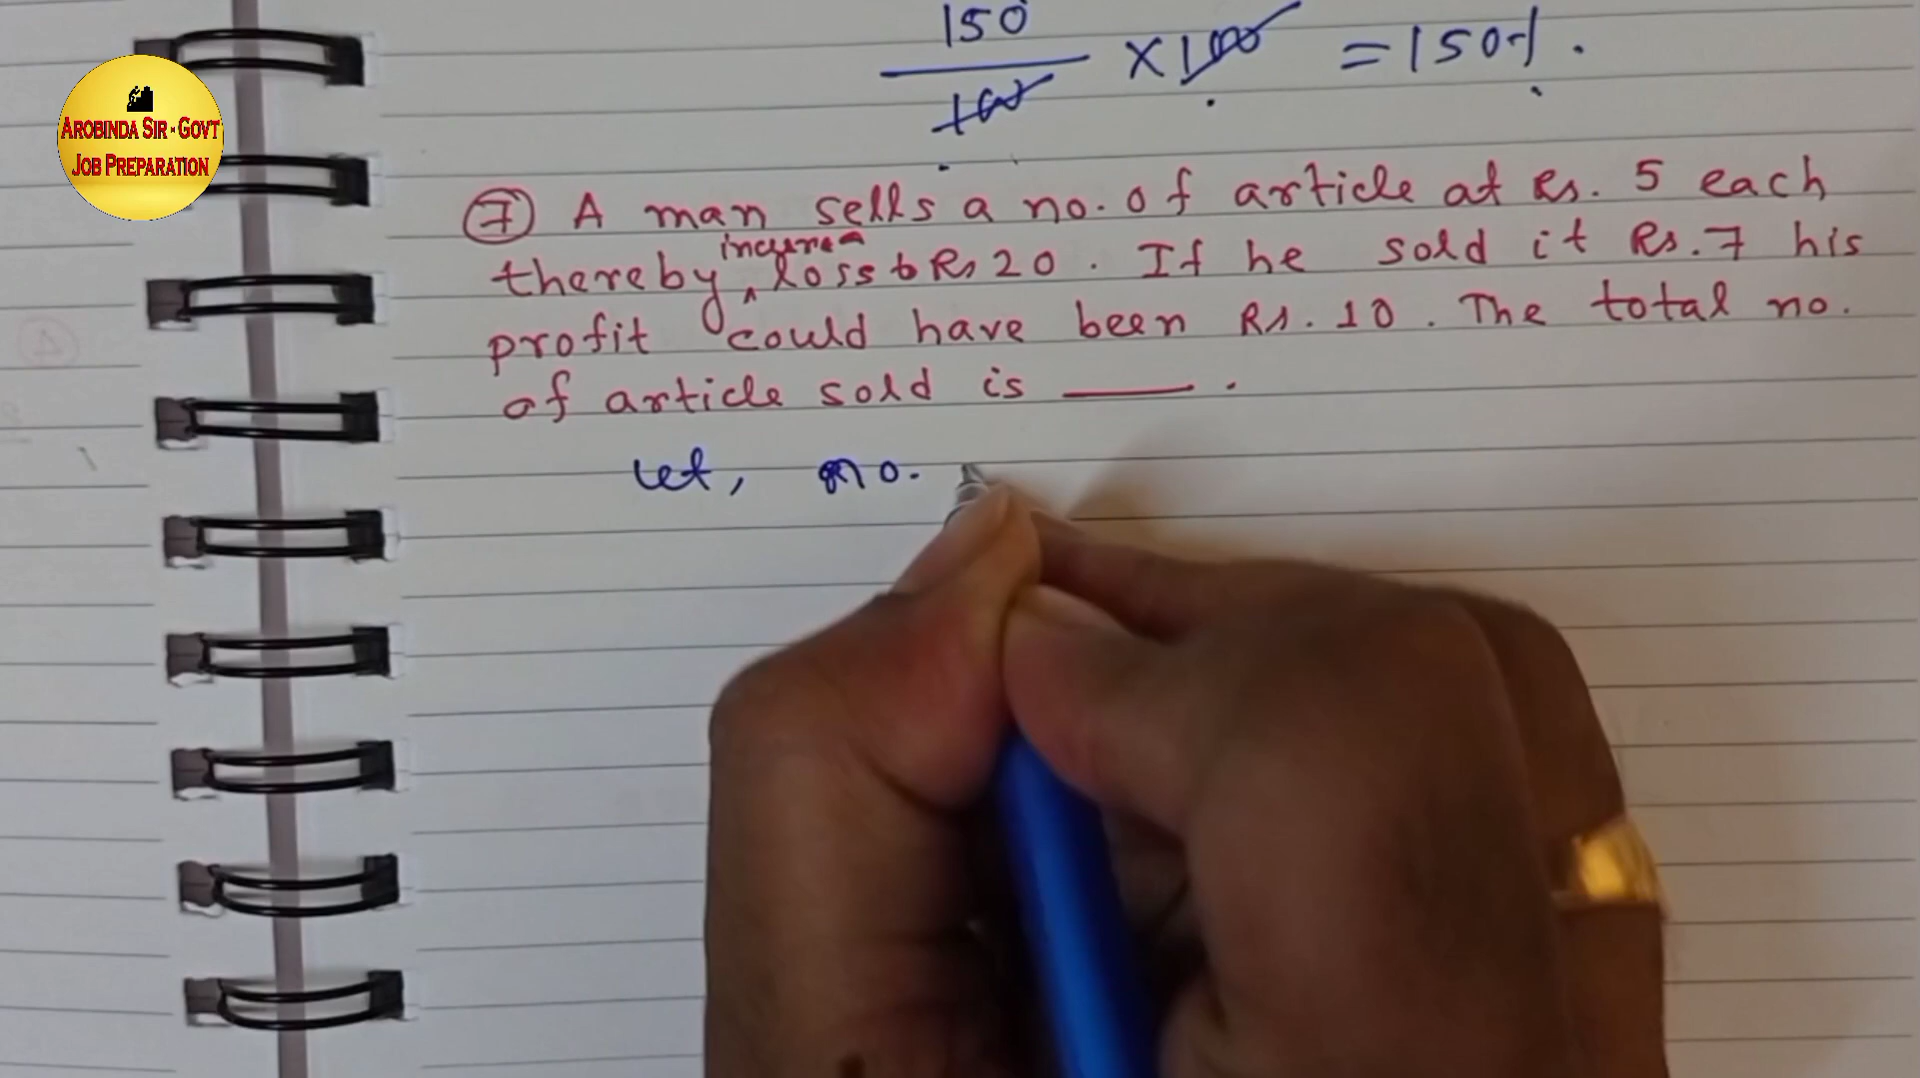 150
×100 = 150%.
100
AROBINDA SIR - GOVT
JOB PREPARATION
7 A man sells a no. of article at Rs. 5 each
thereby incurred loss Rs 20. If he sold it Rs. 7 his
profit could have been Rs. 10. The total no.
of article sold is ____.
let, no.